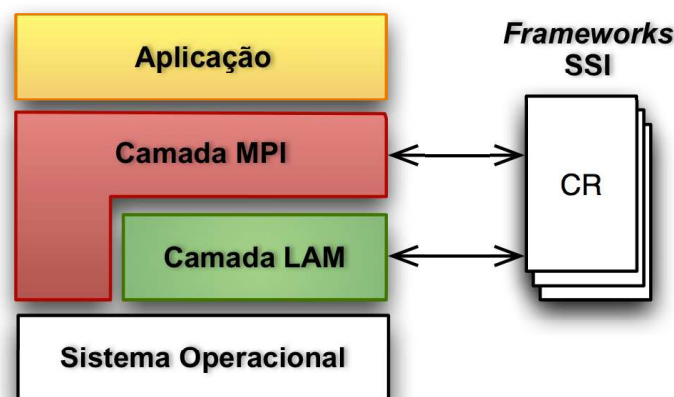 Aplicação
Camada MPI
Camada LAM
Sistema Operacional
Frameworks
SSI
CR